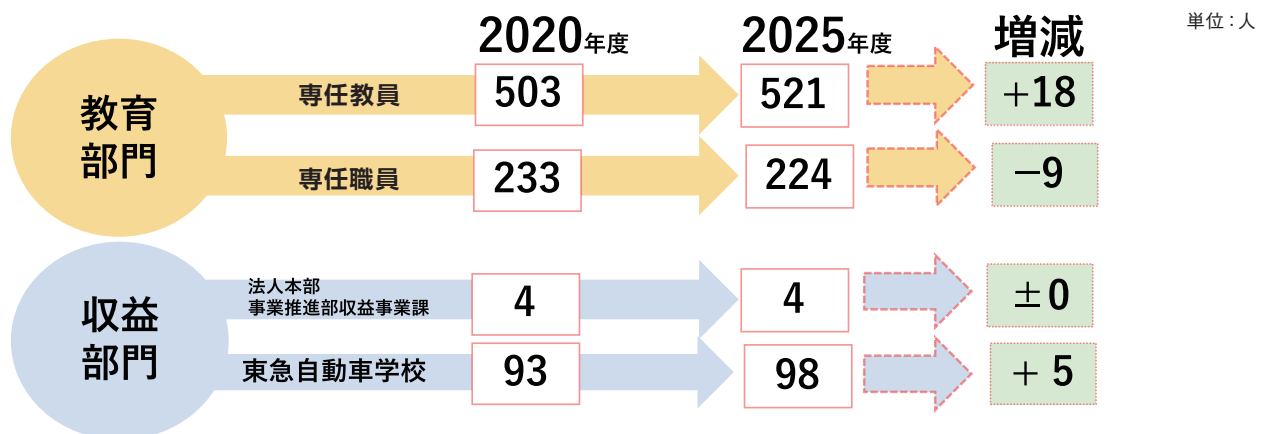 2020年度 2025年度 増減 単位：人
教育
部門
専任教員 503 521 +18
専任職員 233 224 −9
収益
部門
法人本部
事業推進部収益事業課 4 4 ±0
東急自動車学校 93 98 + 5